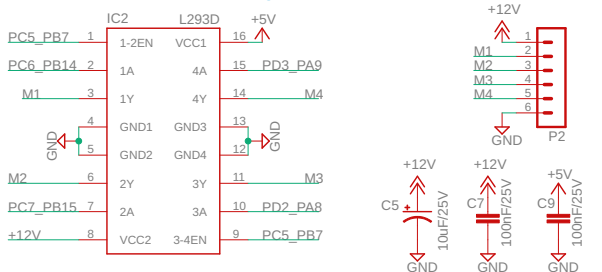 IC2 L293D +5V
PC5_PB7 1 1-2EN VCC1 16
PC6_PB14 2 1A 4A 15 PD3_PA9
M1 3 1Y 4Y 14 M4
4 GND1 GND3 13
GND GND
5 GND2 GND4 12
M2 6 2Y 3Y 11 M3
PC7_PB15 7 2A 3A 10 PD2_PA8
+12V 8 VCC2 3-4EN 9 PC5_PB7
+12V
1
M1 2
M2 3
M3 4
M4 5
6
GND P2
+12V +12V +5V
C5 + 10uF/25V C7 100nF/25V C9 100nF/25V
GND GND GND